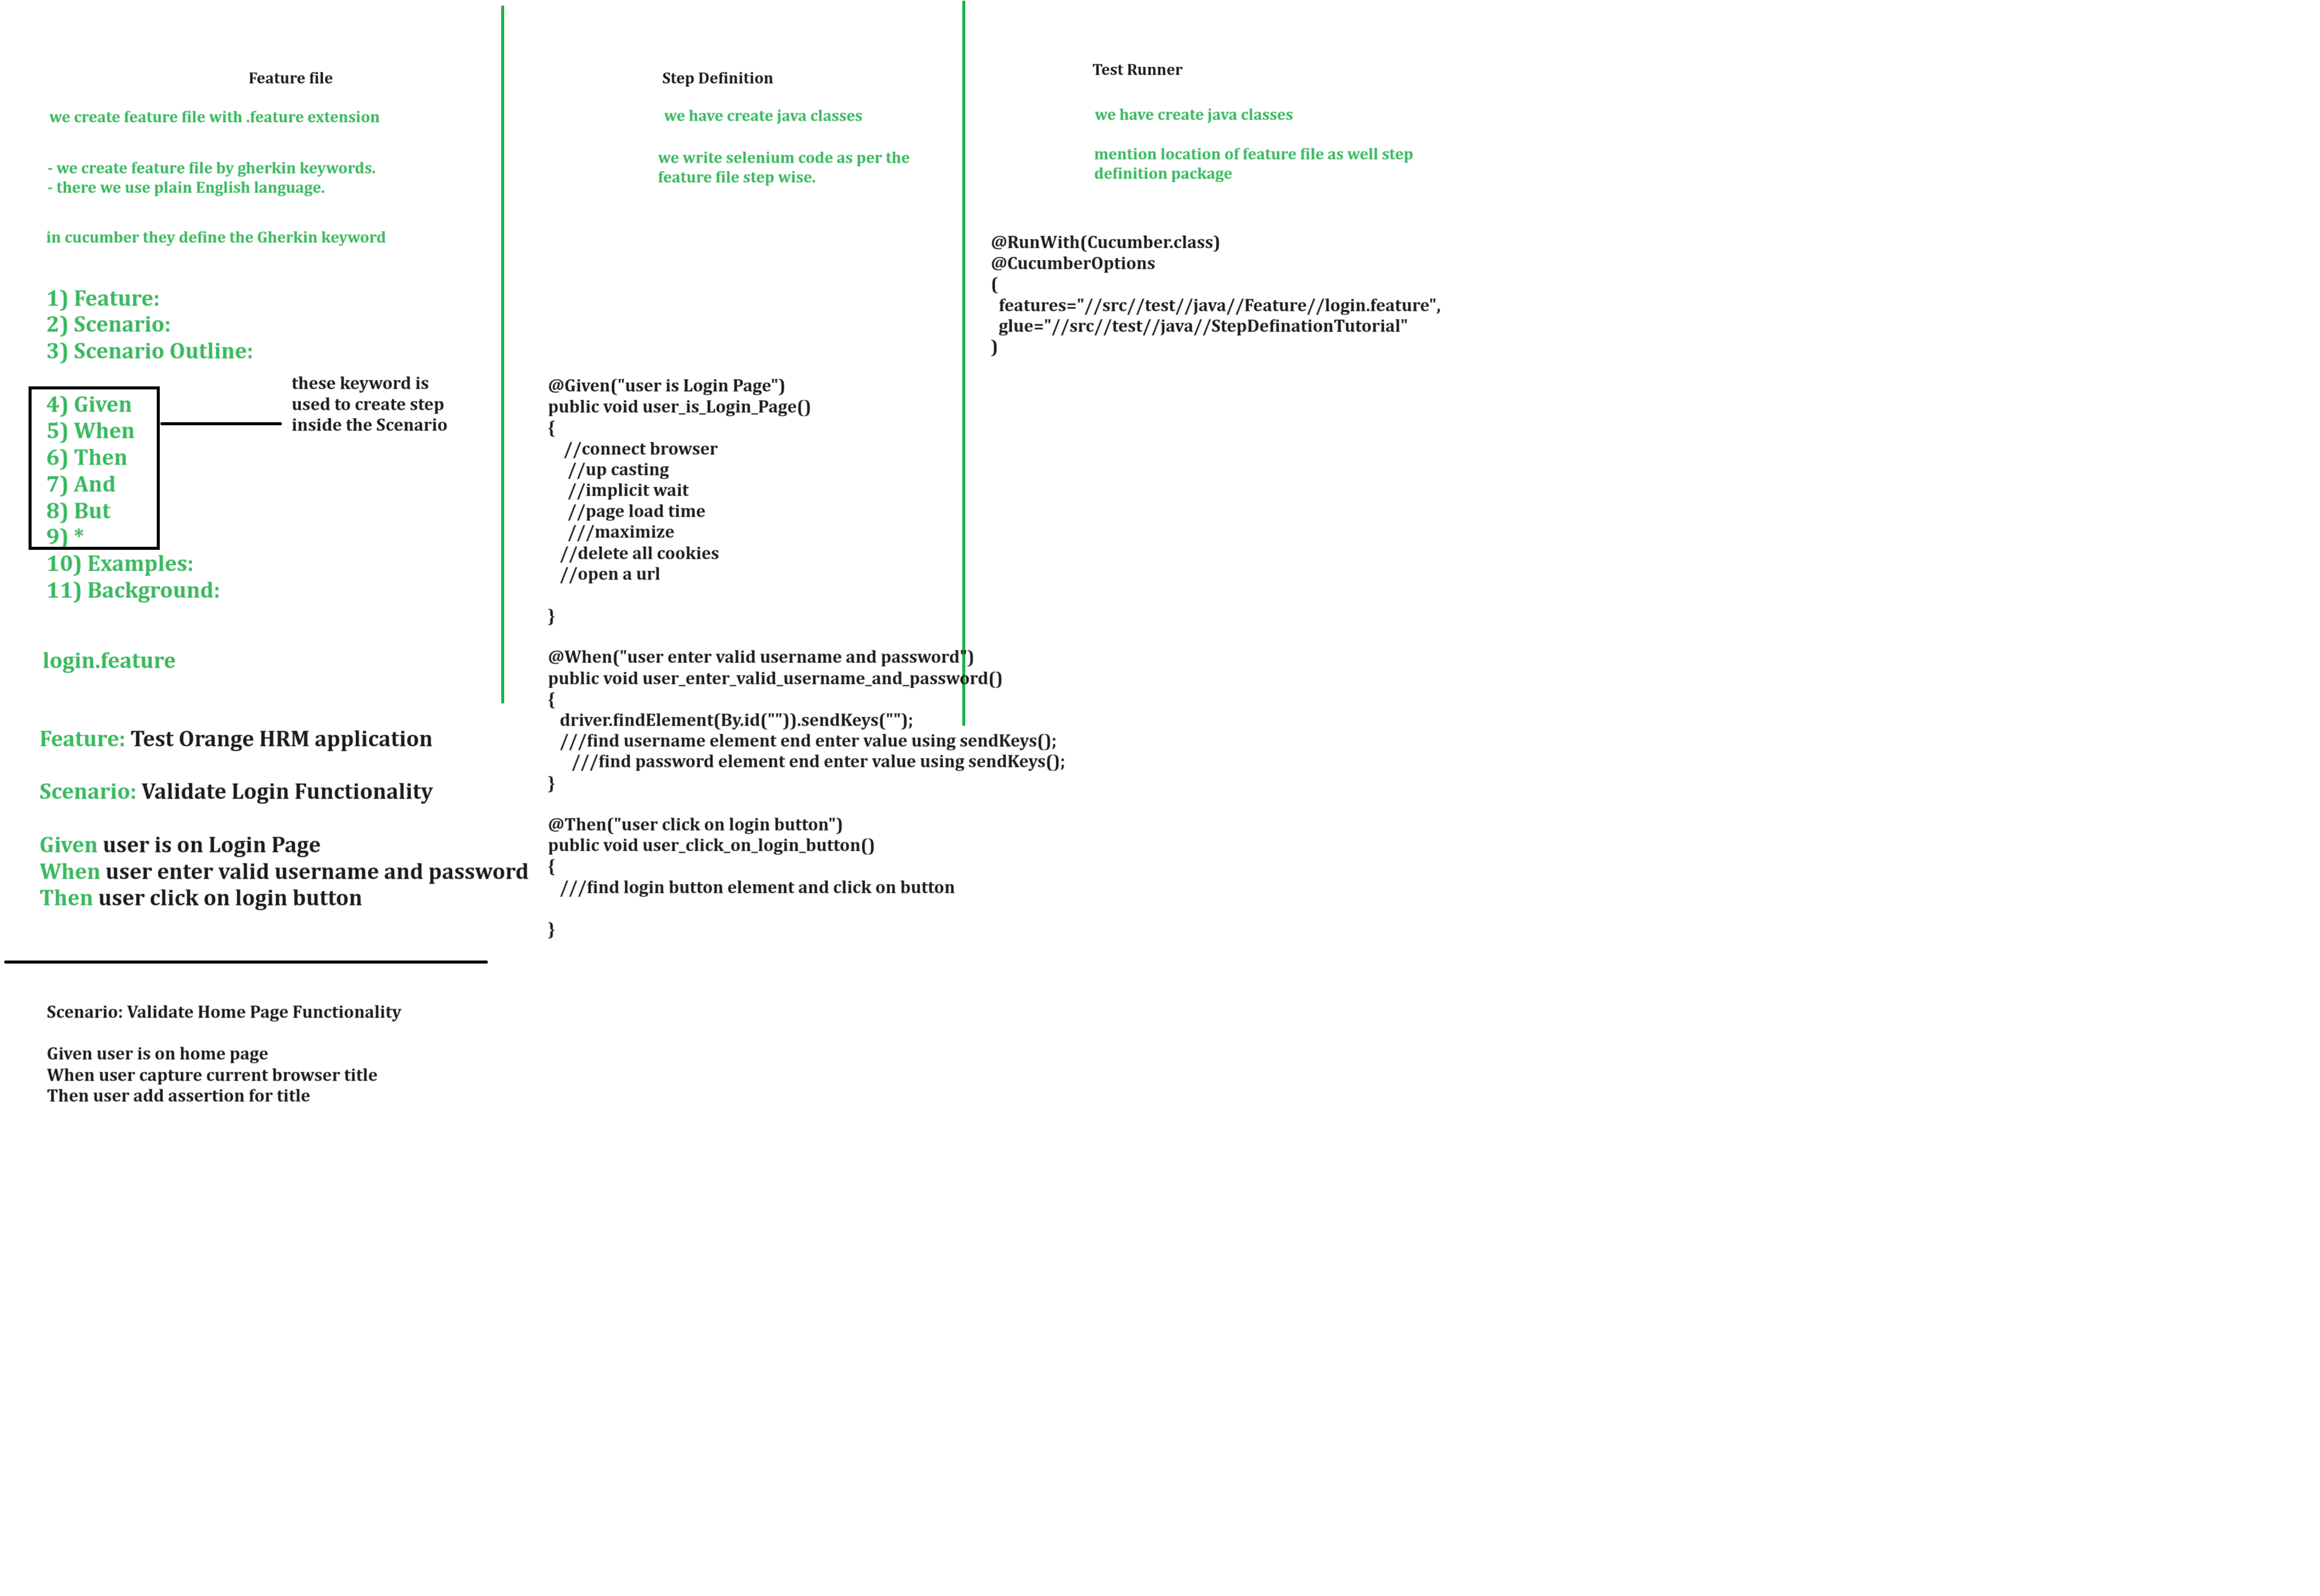 Feature file
we create feature file with .feature extension
- we create feature file by gherkin keywords.
- there we use plain English language.
in cucumber they define the Gherkin keyword
1) Feature:
2) Scenario:
3) Scenario Outline:
4) Given
5) When
6) Then
7) And
8) But
9) *
10) Examples:
11) Background:
these keyword is
used to create step
inside the Scenario
login.feature
Feature: Test Orange HRM application
Scenario: Validate Login Functionality
Given user is on Login Page
When user enter valid username and password
Then user click on login button
Scenario: Validate Home Page Functionality
Given user is on home page
When user capture current browser title
Then user add assertion for title
Step Definition
we have create java classes
we write selenium code as per the
feature file step wise.
@Given("user is Login Page")
public void user_is_Login_Page()
{
//connect browser
//up casting
//implicit wait
//page load time
///maximize
//delete all cookies
//open a url
}
@When("user enter valid username and password")
public void user_enter_valid_username_and_password()
{
driver.findElement(By.id("")).sendKeys("");
///find username element end enter value using sendKeys();
///find password element end enter value using sendKeys();
}
@Then("user click on login button")
public void user_click_on_login_button()
{
///find login button element and click on button
}
Test Runner
we have create java classes
mention location of feature file as well step
definition package
@RunWith(Cucumber.class)
@CucumberOptions
(
features="//src//test//java//Feature//login.feature",
glue="//src//test//java//StepDefinationTutorial"
)